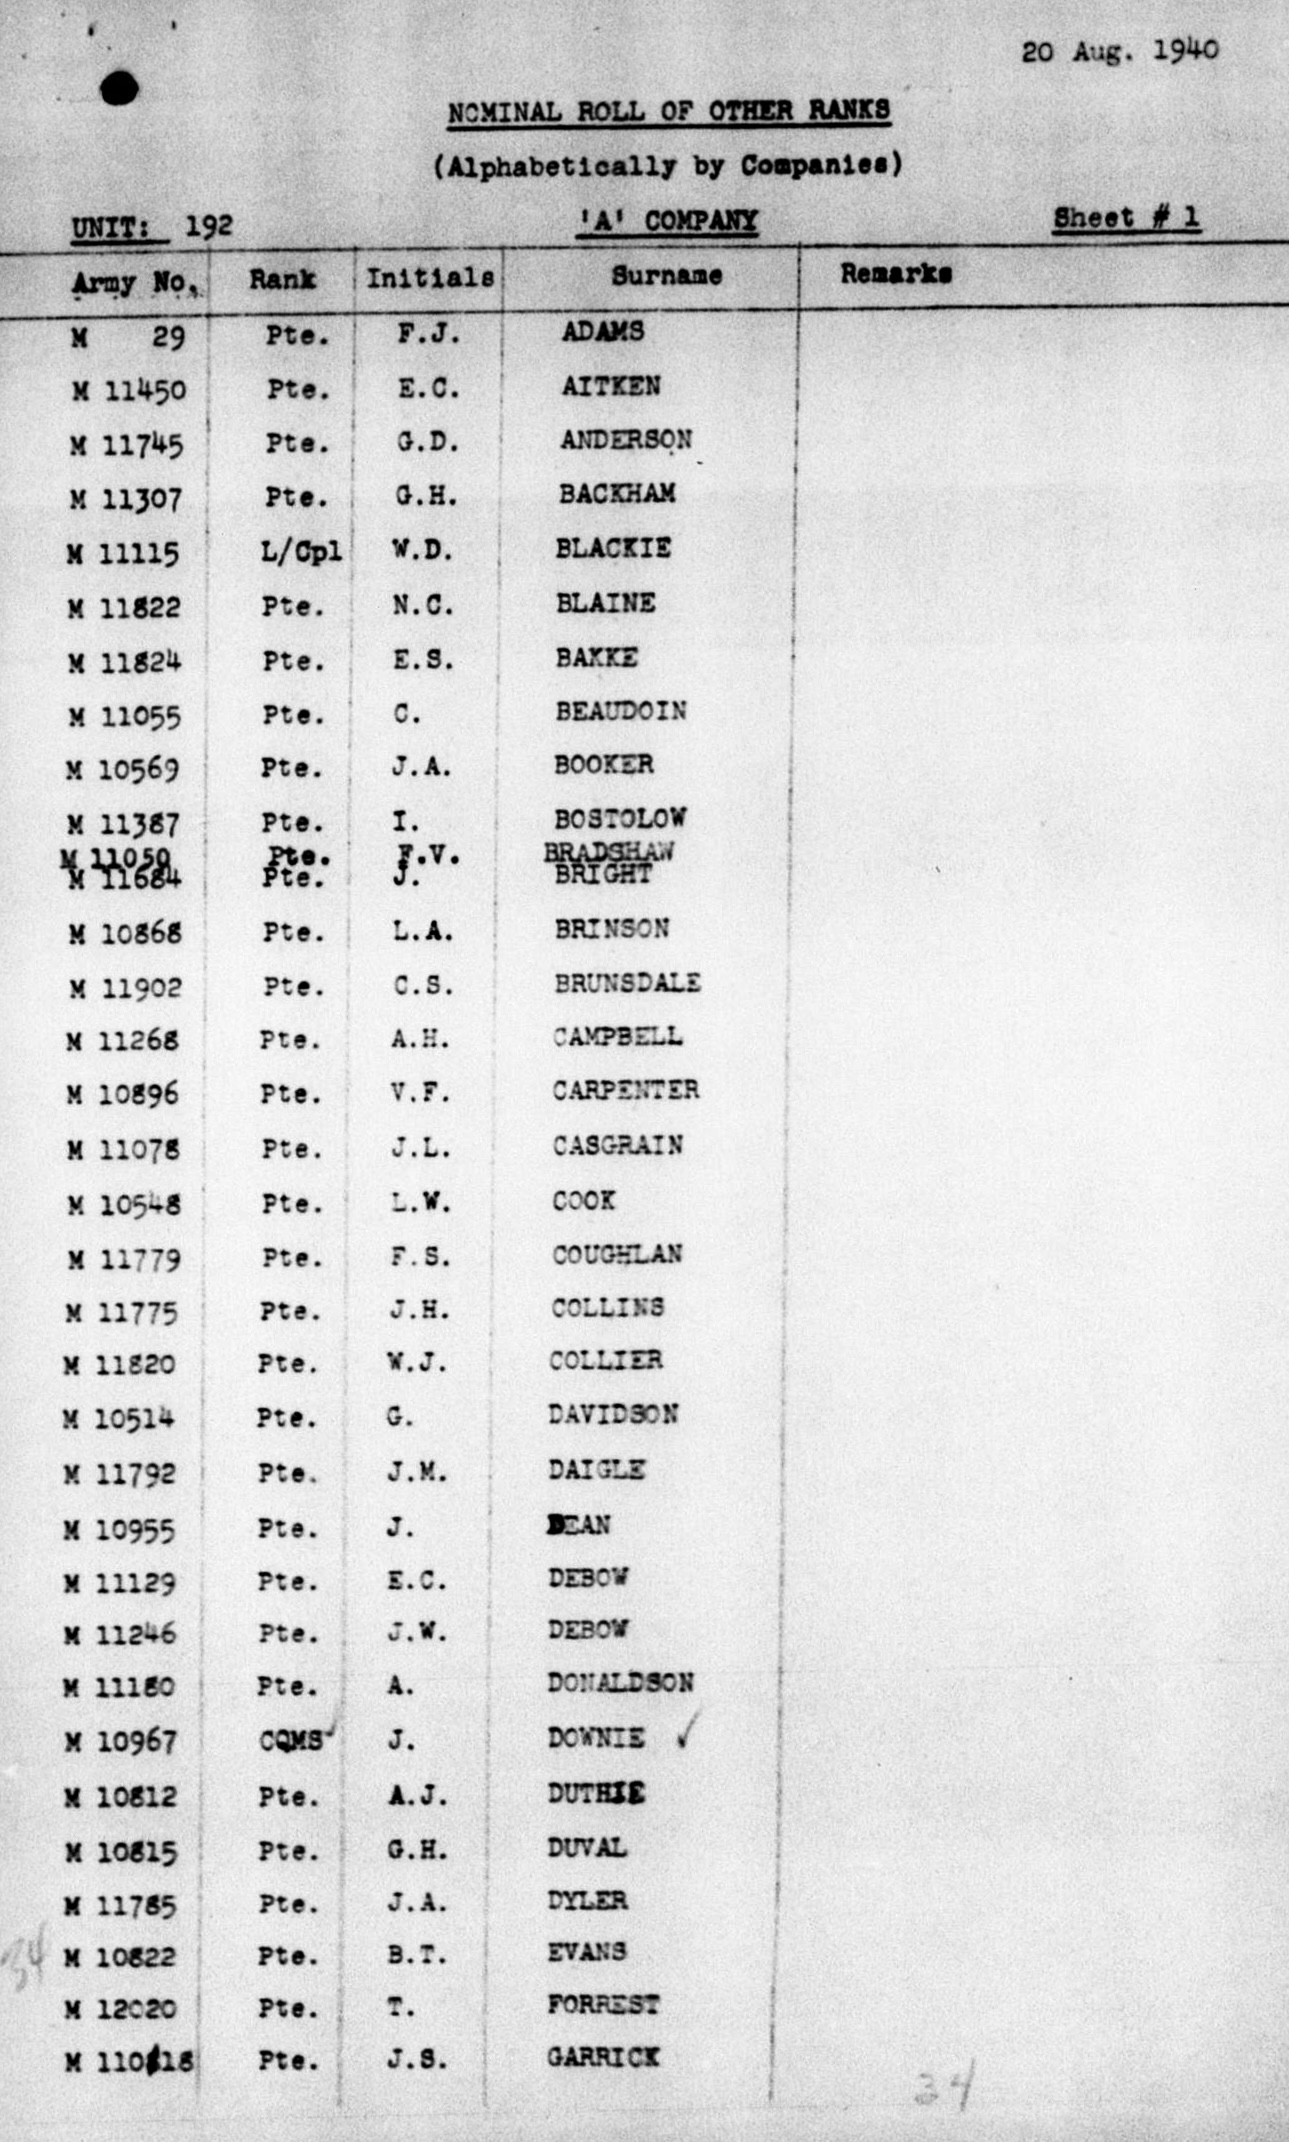 20 Aug. 1940
NOMINAL ROLL OF OTHER RANKS
(Alphabetically by Companies)
UNIT: 192 'A' COMPANY Sheet # 1
Army No. Rank Initials Surname Remarks
M 29 Pte. F.J. ADAMS
M 11450 Pte. E.C. AITKEN
M 11745 Pte. G.D. ANDERSON
M 11307 Pte. G.H. BACKHAM
M 11115 L/Cpl W.D. BLACKIE
M 11822 Pte. N.C. BLAINE
M 11824 Pte. E.S. BAKKE
M 11055 Pte. C. BEAUDOIN
M 10569 Pte. J.A. BOOKER
M 11387 Pte. I. BOSTOLOW
M 11050 Pte. F.V. BRADSHAW
M 11684 Pte. J. BRIGHT
M 10868 Pte. L.A. BRINSON
M 11902 Pte. C.S. BRUNSDALE
M 11268 Pte. A.H. CAMPBELL
M 10896 Pte. V.F. CARPENTER
M 11078 Pte. J.L. CASGRAIN
M 10548 Pte. L.W. COOK
M 11779 Pte. F.S. COUGHLAN
M 11775 Pte. J.H. COLLINS
M 11820 Pte. W.J. COLLIER
M 10514 Pte. G. DAVIDSON
M 11792 Pte. J.M. DAIGLE
M 10955 Pte. J. DEAN
M 11129 Pte. E.C. DEBOW
M 11246 Pte. J.W. DEBOW
M 11180 Pte. A. DONALDSON
M 10967 CQMS J. DOWNIE ✓
M 10812 Pte. A.J. DUTHIE
M 10815 Pte. G.H. DUVAL
M 11785 Pte. J.A. DYLER
34 M 10822 Pte. B.T. EVANS
M 12020 Pte. T. FORREST
M Pte. J.S. GARRICK
34